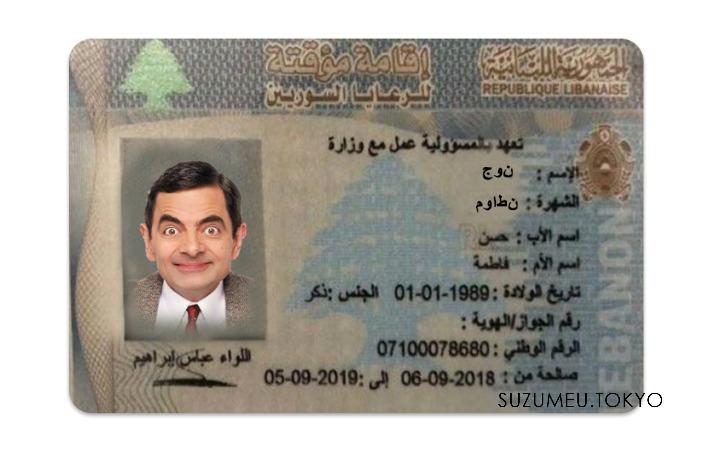 إقامة مؤقتة
للرعايا السوريين
الجمهورية اللبنانية
REPUBLIQUE LIBANAISE
تعهد بالمسؤولية عمل مع وزارة
الإسم : نوج
الشهرة : نطاوم
اسم الأب : حسن
اسم الأم : فاطمة
تاريخ الولادة : 1989-01-01 الجنس : ذكر
رقم الجواز/الهوية :
الرقم الوطني : 07100078680
صالحة من : 2018-09-06 إلى : 2019-09-05
اللواء عباس إبراهيم
LEBANON
SUZUMEU.TOKYO